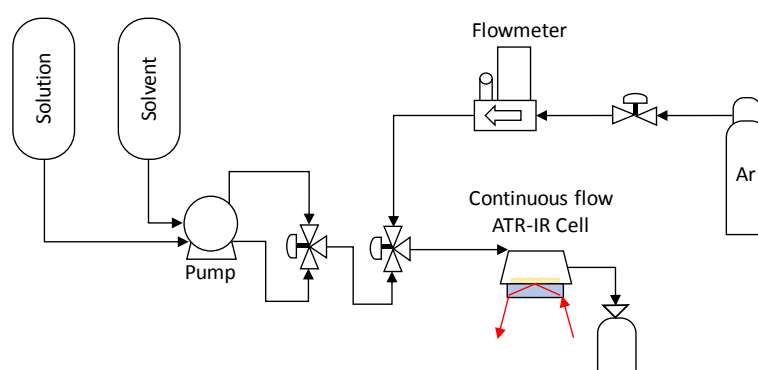 Solution
Solvent
Flowmeter
Ar
Continuous flow
ATR-IR Cell
Pump